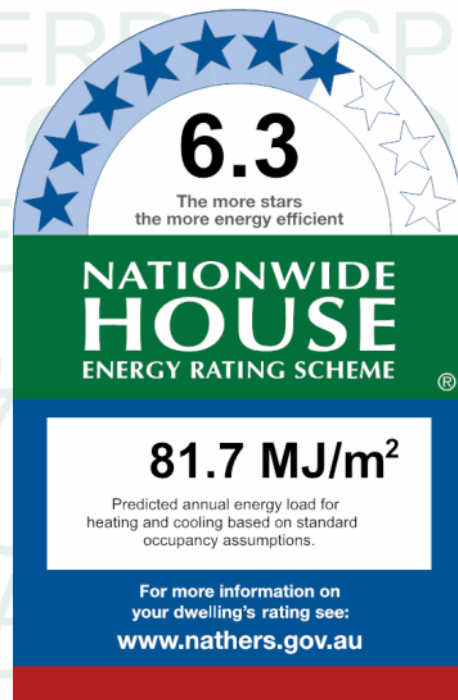 6.3
The more stars
the more energy efficient
NATIONWIDE
HOUSE
ENERGY RATING SCHEME
®
81.7 MJ/m²
Predicted annual energy load for
heating and cooling based on standard
occupancy assumptions.
For more information on
your dwelling's rating see:
www.nathers.gov.au